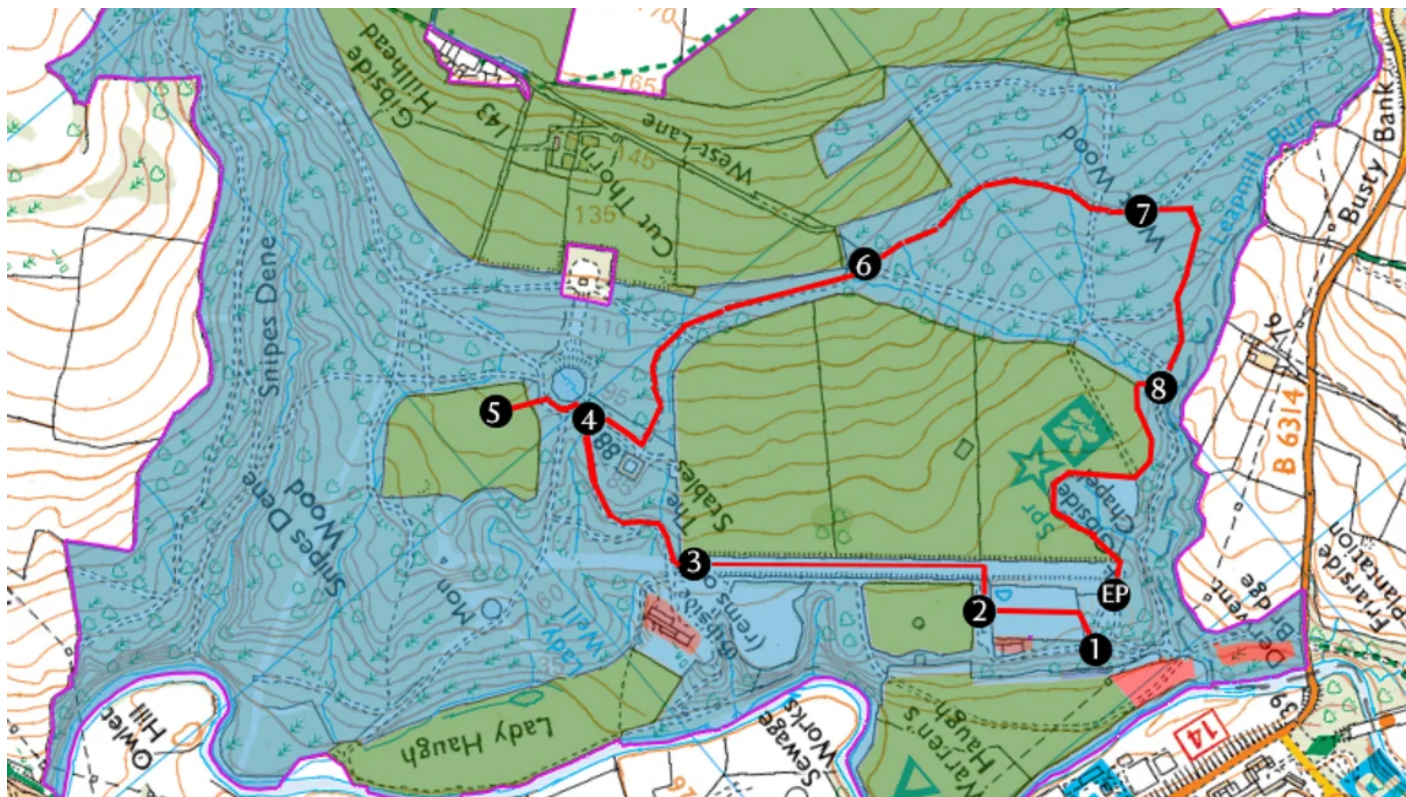 170
165
Gibside
Hillhead
143
145
West Lane
Cut Thorn
135
Wood
W
Leapmill Burn
Busty Bank
7
6
Snipes Dene
110
76
8
95
5
4
88
85
B 6314
The
Stables
Spr
Gibside
Chapel
Snipes Dene
Wood
3
EP
2
Mon
60
Lady
Well
35
Gibside
(rems of)
1
Friarside
plantation
Derwent
Bridge
Owlet
Hill
Lady Haugh
Sewage
Works
Warren's
Haugh
14
39
26